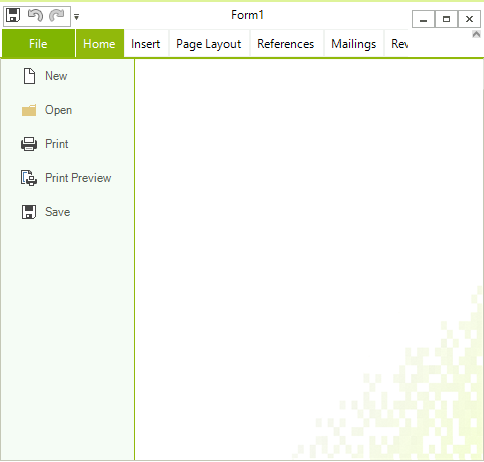 Form1
File Home Insert Page Layout References Mailings Rev
New
Open
Print
Print Preview
Save